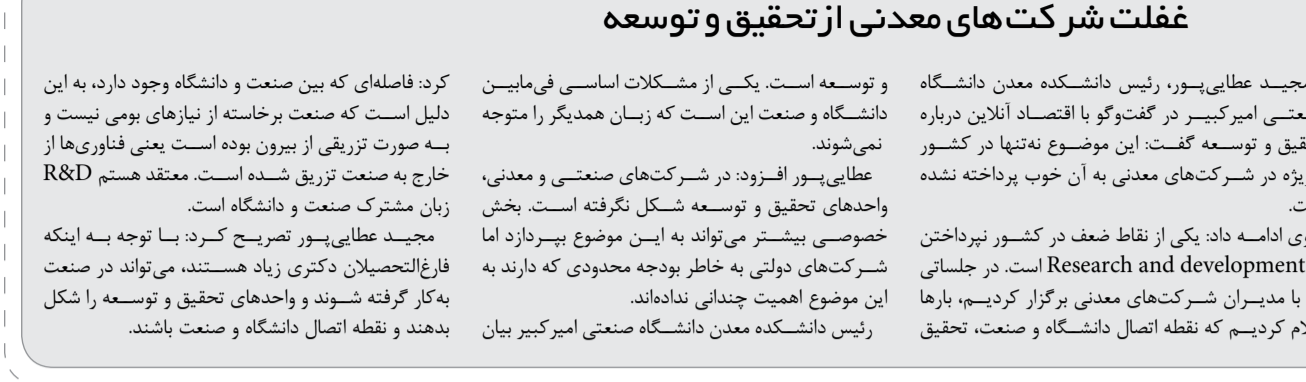 غفلت شرکت‌های معدنی از تحقیق و توسعه
مجید عطایی‌پور، رئیس دانشکده معدن دانشگاه
امیرکبیر در گفت‌وگو با اقتصاد آنلاین درباره
و توسعه گفت: این موضوع نه‌تنها در کشور
در شرکت‌های معدنی به آن خوب پرداخته نشده
ادامه داد: یکی از نقاط ضعف در کشور نپرداختن
Research and development است. در جلساتی
با مدیران شرکت‌های معدنی برگزار کردیم، بارها
کردیم که نقطه اتصال دانشگاه و صنعت، تحقیق
و توسعه است. یکی از مشکلات اساسی فی‌مابین
دانشگاه و صنعت این است که زبان همدیگر را متوجه
نمی‌شوند.
عطایی‌پور افزود: در شرکت‌های صنعتی و معدنی،
واحدهای تحقیق و توسعه شکل نگرفته است. بخش
خصوصی بیشتر می‌تواند به این موضوع بپردازد اما
شرکت‌های دولتی به خاطر بودجه محدودی که دارند به
این موضوع اهمیت چندانی نداده‌اند.
رئیس دانشکده معدن دانشگاه صنعتی امیرکبیر بیان
کرد: فاصله‌ای که بین صنعت و دانشگاه وجود دارد، به این
دلیل است که صنعت برخاسته از نیازهای بومی نیست و
به صورت تزریقی از بیرون بوده است یعنی فناوری‌ها از
خارج به صنعت تزریق شده است. معتقد هستم R&D
زبان مشترک صنعت و دانشگاه است.
مجید عطایی‌پور تصریح کرد: با توجه به اینکه
فارغ‌التحصیلان دکتری زیاد هستند، می‌تواند در صنعت
به‌کار گرفته شوند و واحدهای تحقیق و توسعه را شکل
بدهند و نقطه اتصال دانشگاه و صنعت باشند.